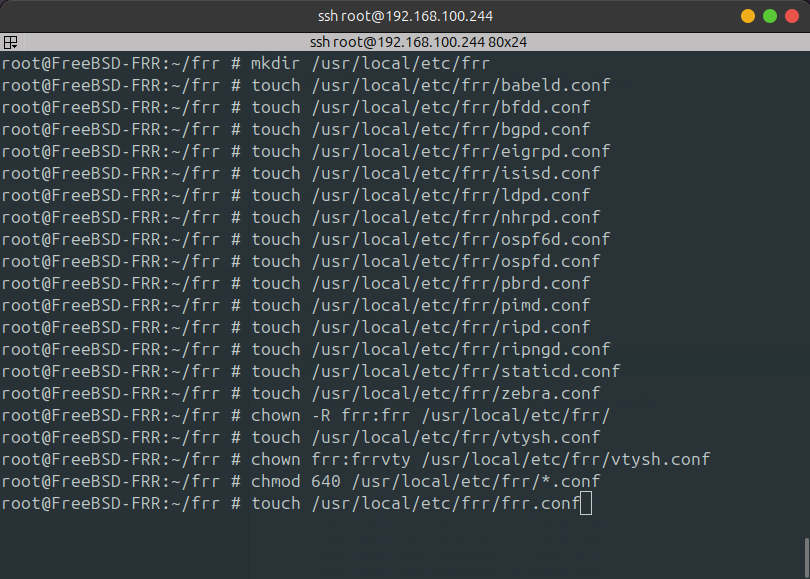 ssh root@192.168.100.244
ssh root@192.168.100.244 80x24
root@FreeBSD-FRR:~/frr # mkdir /usr/local/etc/frr
root@FreeBSD-FRR:~/frr # touch /usr/local/etc/frr/babeld.conf
root@FreeBSD-FRR:~/frr # touch /usr/local/etc/frr/bfdd.conf
root@FreeBSD-FRR:~/frr # touch /usr/local/etc/frr/bgpd.conf
root@FreeBSD-FRR:~/frr # touch /usr/local/etc/frr/eigrpd.conf
root@FreeBSD-FRR:~/frr # touch /usr/local/etc/frr/isisd.conf
root@FreeBSD-FRR:~/frr # touch /usr/local/etc/frr/ldpd.conf
root@FreeBSD-FRR:~/frr # touch /usr/local/etc/frr/nhrpd.conf
root@FreeBSD-FRR:~/frr # touch /usr/local/etc/frr/ospf6d.conf
root@FreeBSD-FRR:~/frr # touch /usr/local/etc/frr/ospfd.conf
root@FreeBSD-FRR:~/frr # touch /usr/local/etc/frr/pbrd.conf
root@FreeBSD-FRR:~/frr # touch /usr/local/etc/frr/pimd.conf
root@FreeBSD-FRR:~/frr # touch /usr/local/etc/frr/ripd.conf
root@FreeBSD-FRR:~/frr # touch /usr/local/etc/frr/ripngd.conf
root@FreeBSD-FRR:~/frr # touch /usr/local/etc/frr/staticd.conf
root@FreeBSD-FRR:~/frr # touch /usr/local/etc/frr/zebra.conf
root@FreeBSD-FRR:~/frr # chown -R frr:frr /usr/local/etc/frr/
root@FreeBSD-FRR:~/frr # touch /usr/local/etc/frr/vtysh.conf
root@FreeBSD-FRR:~/frr # chown frr:frrvty /usr/local/etc/frr/vtysh.conf
root@FreeBSD-FRR:~/frr # chmod 640 /usr/local/etc/frr/*.conf
root@FreeBSD-FRR:~/frr # touch /usr/local/etc/frr/frr.conf